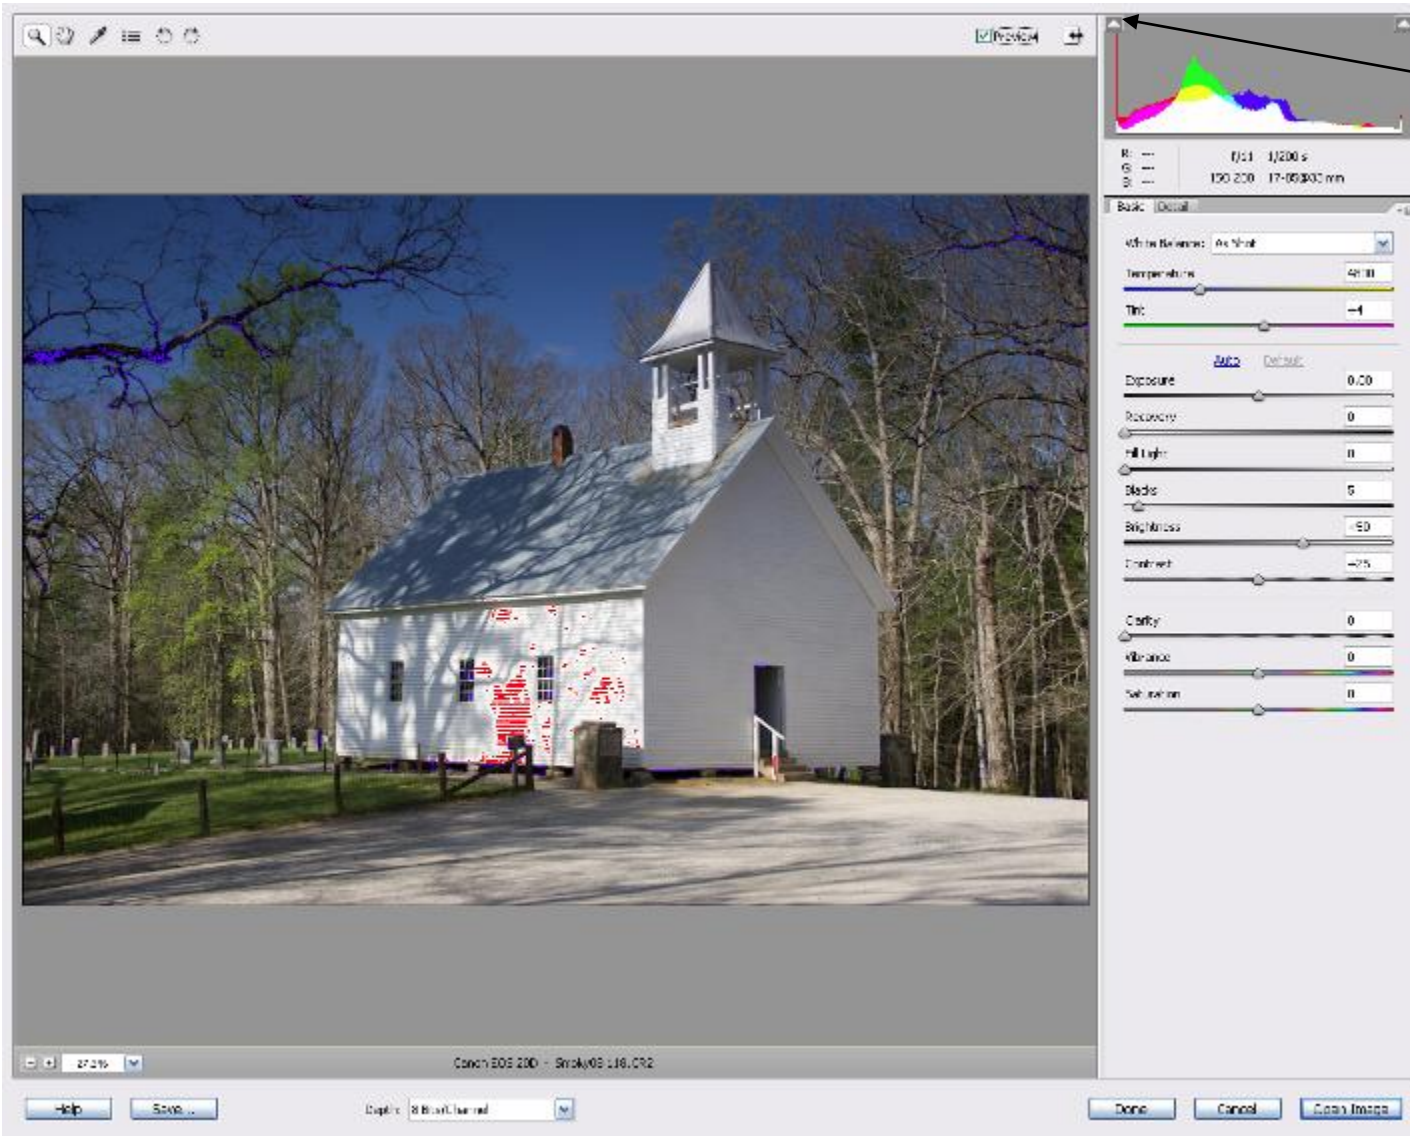 Preview
R: ---
G: ---
B: ---
f/11 1/200 s
ISO 200
Basic Detail
White Balance: As Shot
Temperature
Tint
Auto Default
Exposure 0.00
Recovery 0
Fill Light 0
Blacks 5
Brightness
Contrast
Clarity 0
Vibrance 0
Saturation 0
Canon EOS 20D -
Help Save... Depth: 8 Bits/Channel Done Cancel Open Image